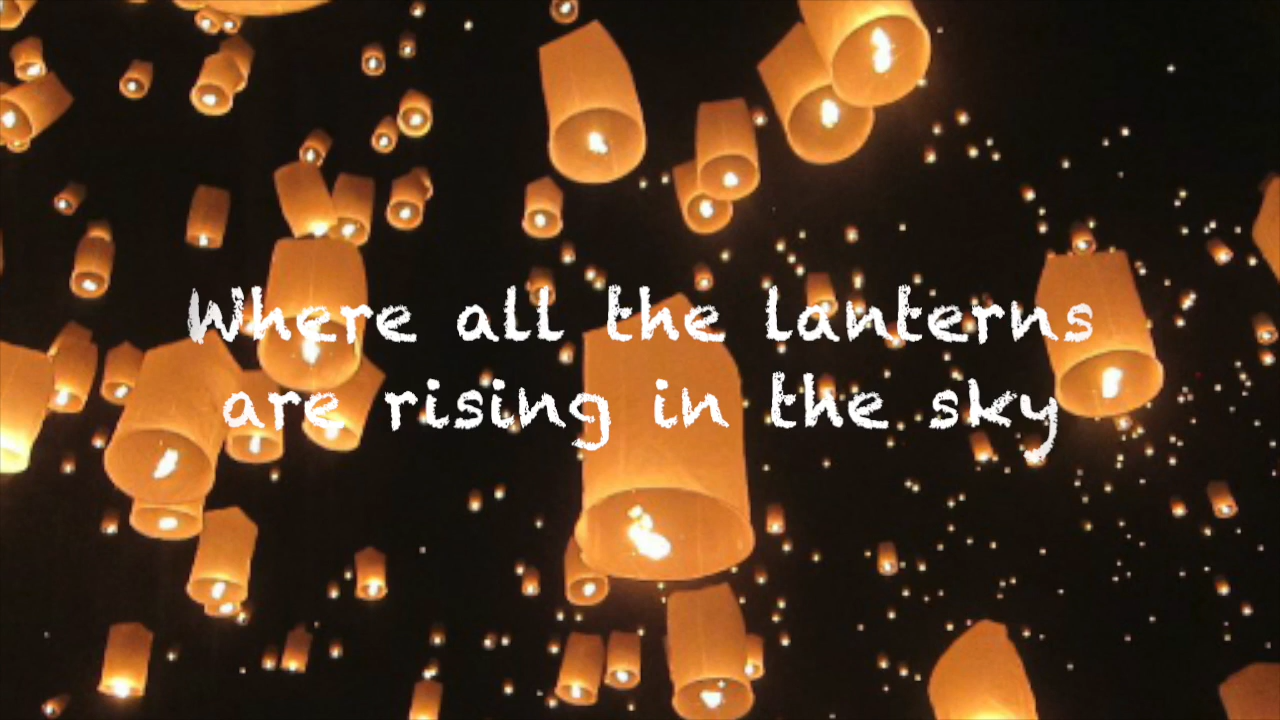 Where all the lanterns
are rising in the sky